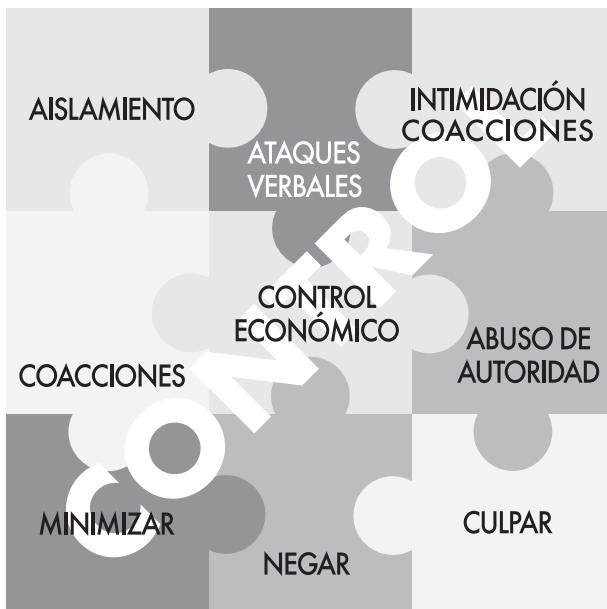 AISLAMIENTO
ATAQUES
VERBALES
INTIMIDACIÓN
COACCIONES
COACCIONES
CONTROL
ECONÓMICO
ABUSO DE
AUTORIDAD
MINIMIZAR
NEGAR
CULPAR
CONTROL